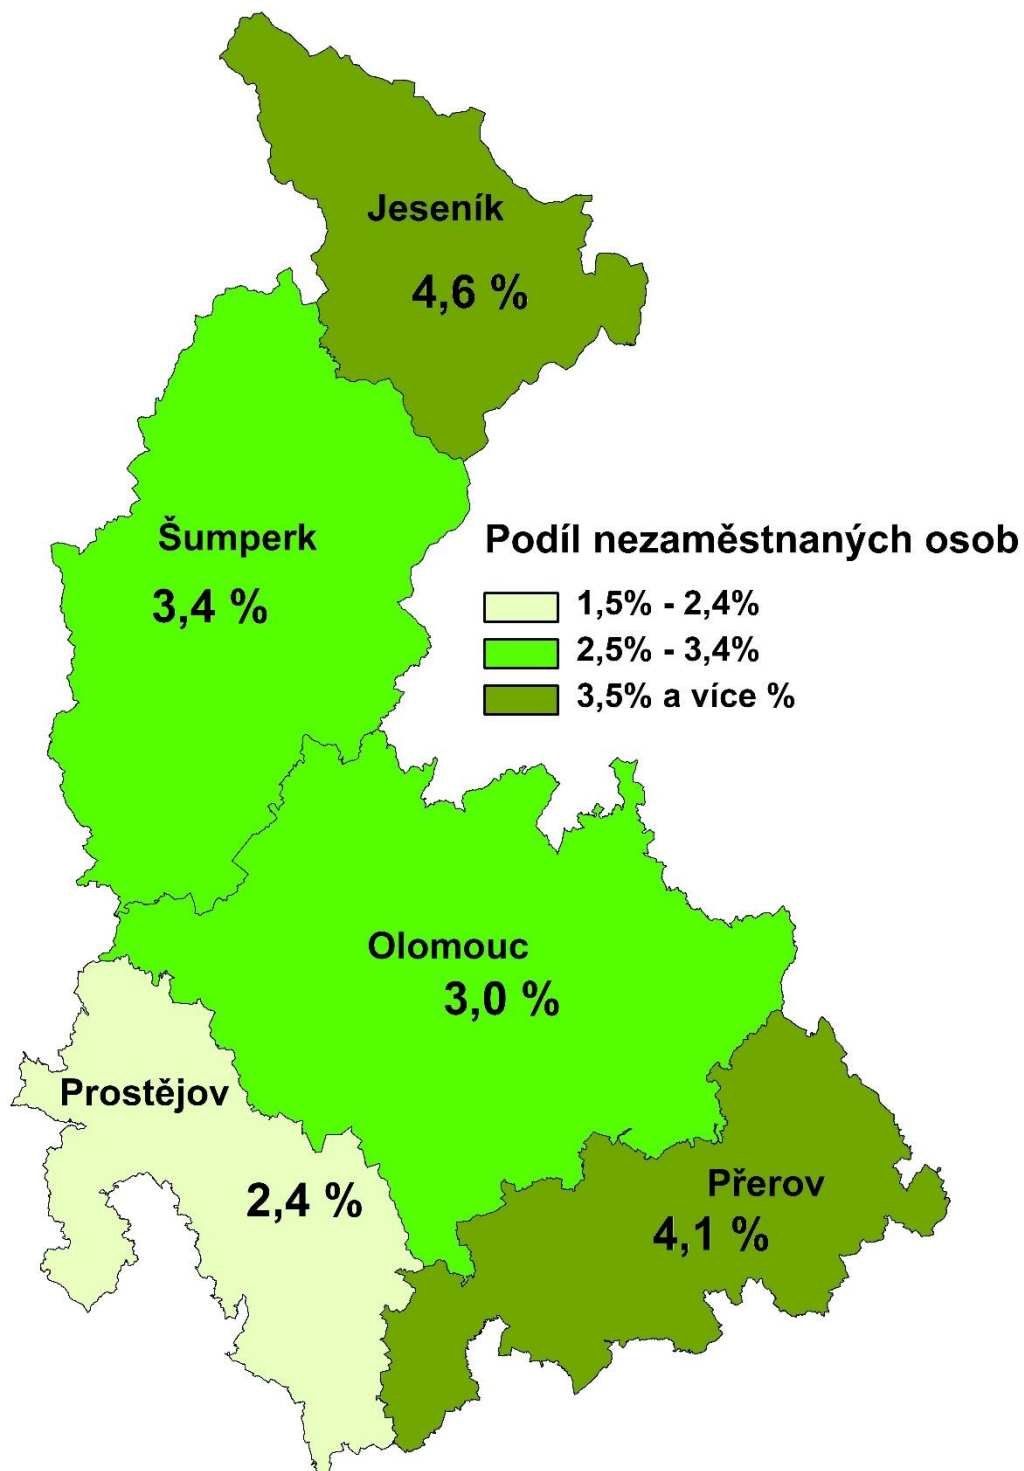 Jeseník
4,6 %
Šumperk
3,4 %
Podíl nezaměstnaných osob
1,5% - 2,4%
2,5% - 3,4%
3,5% a více %
Olomouc
3,0 %
Prostějov
2,4 %
Přerov
4,1 %